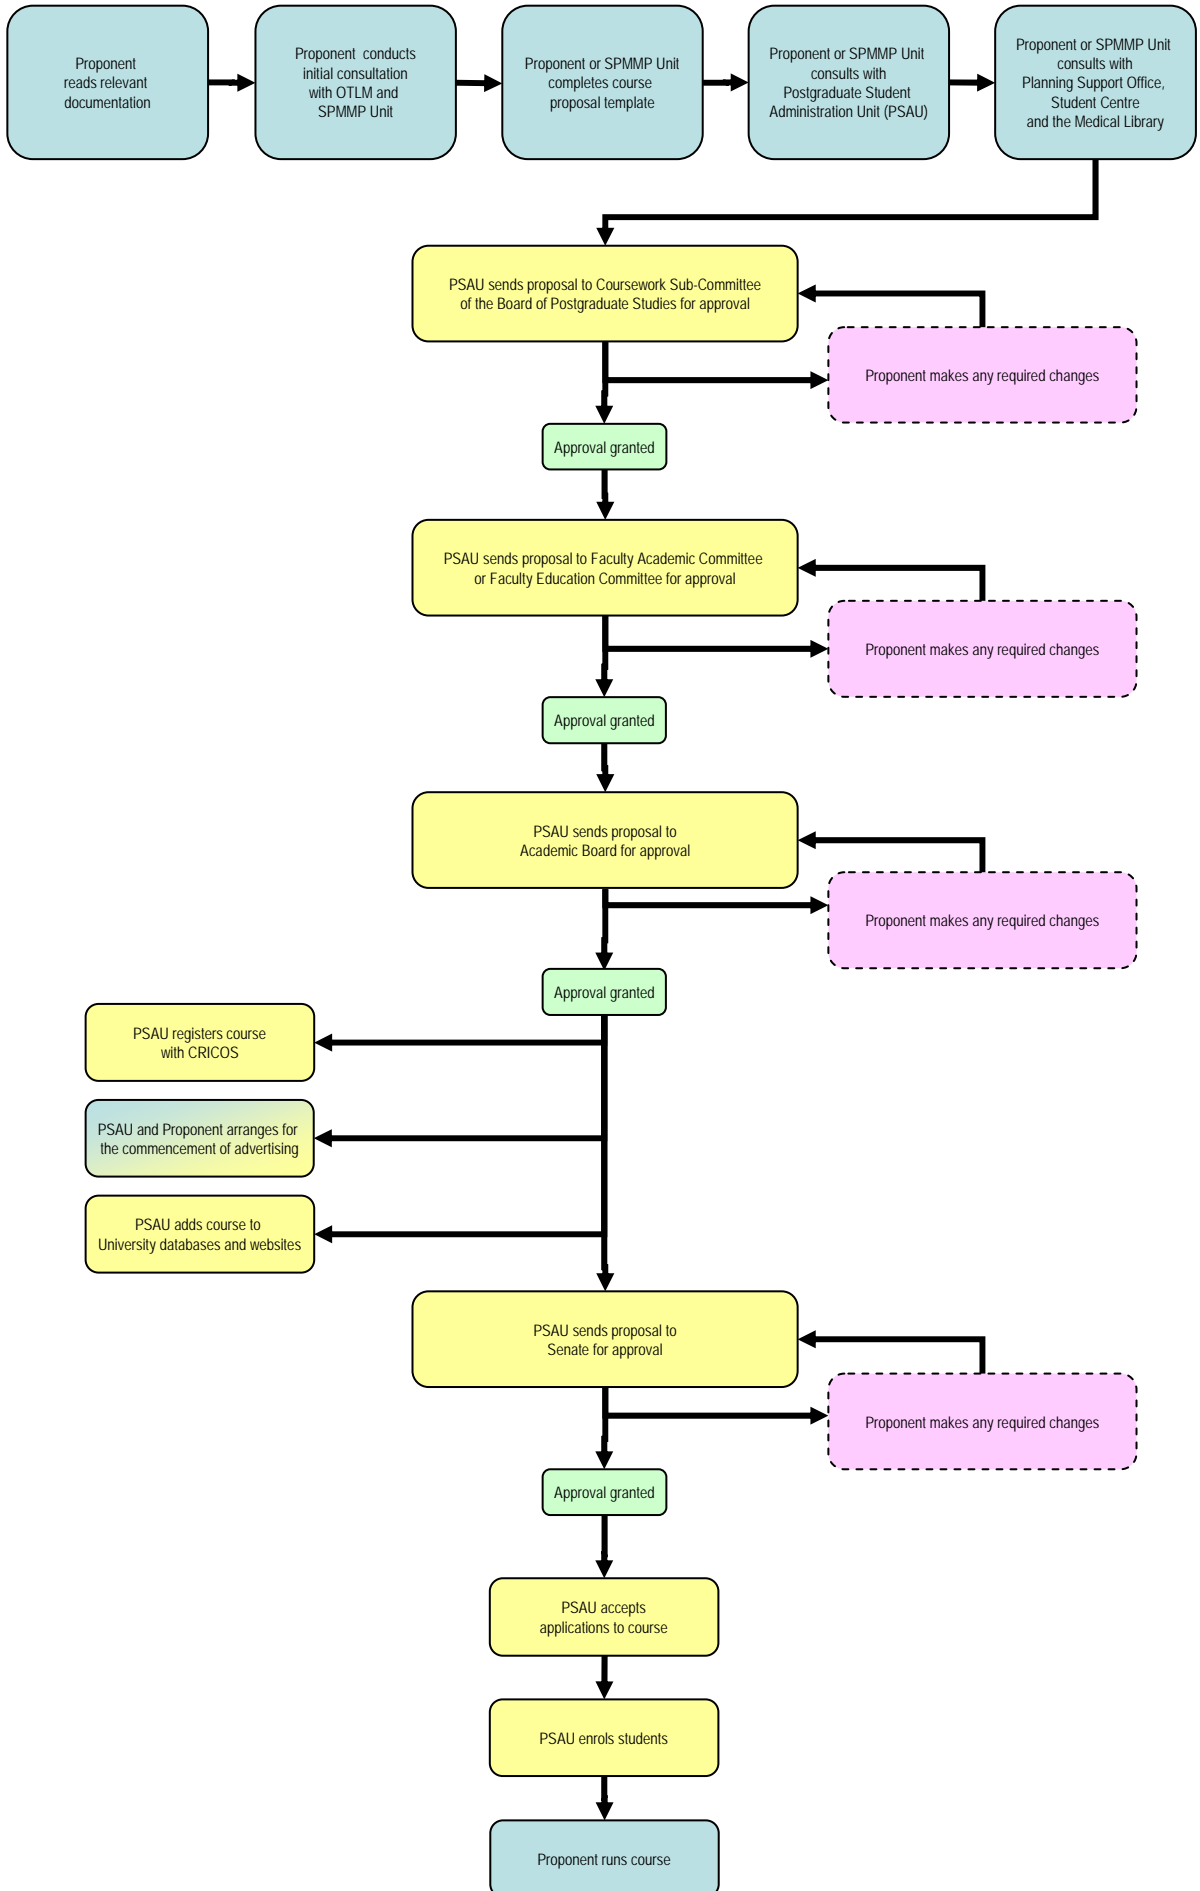 Proponent
reads relevant
documentation
Proponent conducts
initial consultation
with OTLM and
SPMMP Unit
Proponent or SPMMP Unit
completes course
proposal template
Proponent or SPMMP Unit
consults with
Postgraduate Student
Administration Unit (PSAU)
Proponent or SPMMP Unit
consults with
Planning Support Office,
Student Centre
and the Medical Library
PSAU sends proposal to Coursework Sub-Committee
of the Board of Postgraduate Studies for approval
Proponent makes any required changes
Approval granted
PSAU sends proposal to Faculty Academic Committee
or Faculty Education Committee for approval
Proponent makes any required changes
Approval granted
PSAU sends proposal to
Academic Board for approval
Proponent makes any required changes
Approval granted
PSAU registers course
with CRICOS
PSAU and Proponent arranges for
the commencement of advertising
PSAU adds course to
University databases and websites
PSAU sends proposal to
Senate for approval
Proponent makes any required changes
Approval granted
PSAU accepts
applications to course
PSAU enrols students
Proponent runs course